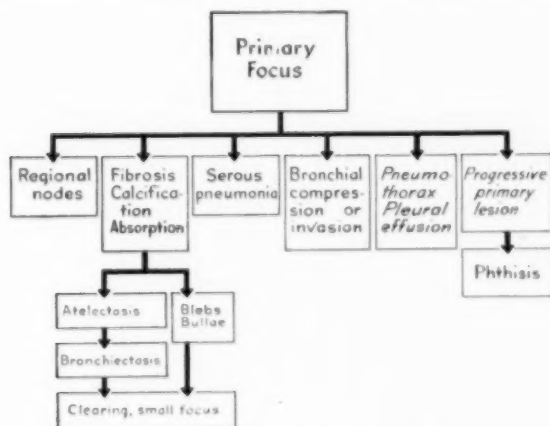 Primary
Focus
Regional
nodes
Fibrosis
Calcifica-
tion
Absorption
Serous
pneumonia
Bronchial
compres-
sion or
invasion
Pneumo-
thorax
Pleural
effusion
Progressive
primary
lesion
Phthisis
Atelectasis
Blebs
Bullae
Bronchiectasis
Clearing, small focus